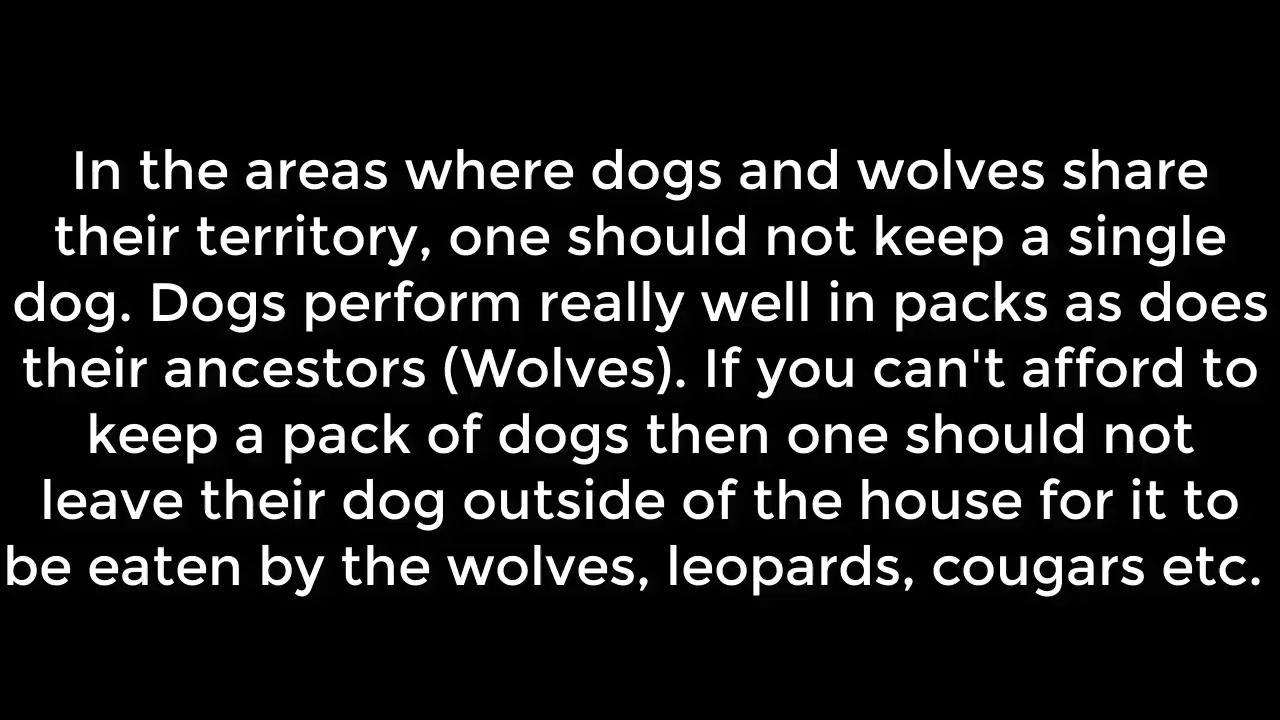 In the areas where dogs and wolves share
their territory, one should not keep a single
dog. Dogs perform really well in packs as does
their ancestors (Wolves). If you can't afford to
keep a pack of dogs then one should not
leave their dog outside of the house for it to
be eaten by the wolves, leopards, cougars etc.